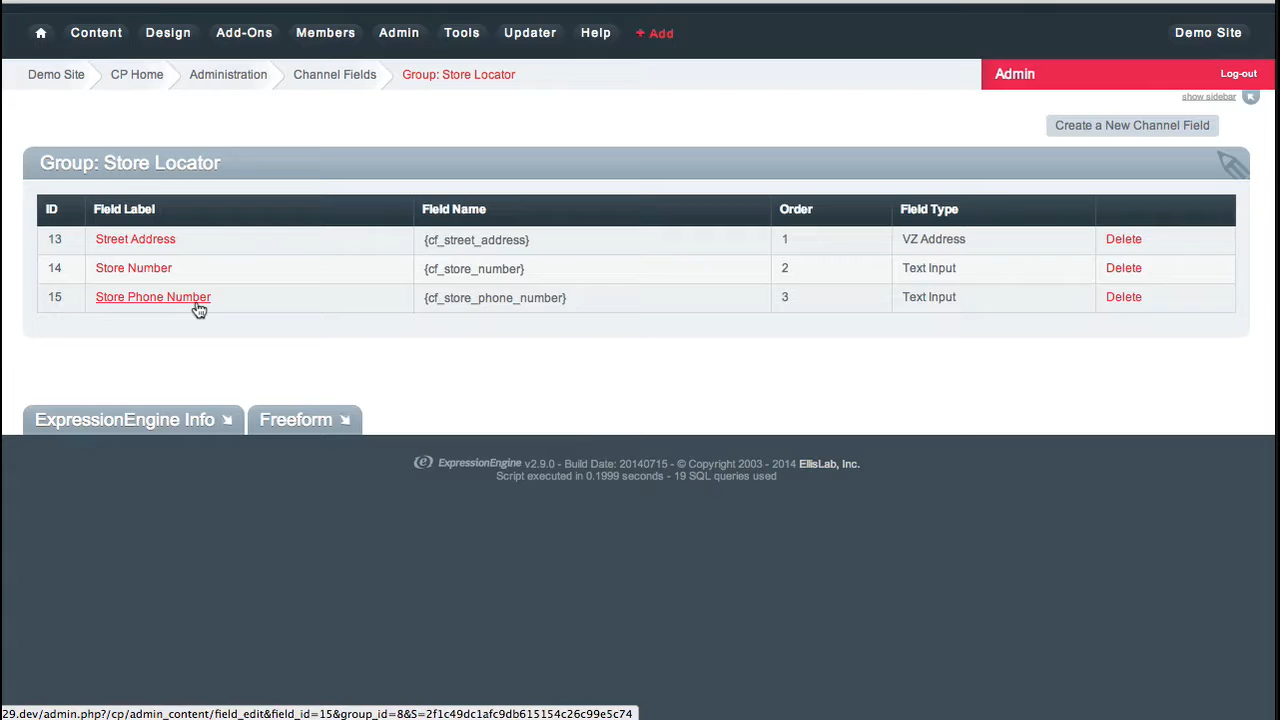 Content Design Add-Ons Members Admin Tools Updater Help + Add Demo Site
Demo Site CP Home Administration Channel Fields Group: Store Locator Admin Log-out
show sidebar
Create a New Channel Field
Group: Store Locator
ID Field Label Field Name Order Field Type
13 Street Address {cf_street_address} 1 VZ Address Delete
14 Store Number {cf_store_number} 2 Text Input Delete
15 Store Phone Number {cf_store_phone_number} 3 Text Input Delete
ExpressionEngine Info Freeform
ExpressionEngine v2.9.0 - Build Date: 20140715 - © Copyright 2003 - 2014 EllisLab, Inc.
Script executed in 0.1999 seconds - 19 SQL queries used
29.dev/admin.php?/cp/admin_content/field_edit&field_id=15&group_id=8&S=2f1c49dc1afc9db615154c26c99e5c74